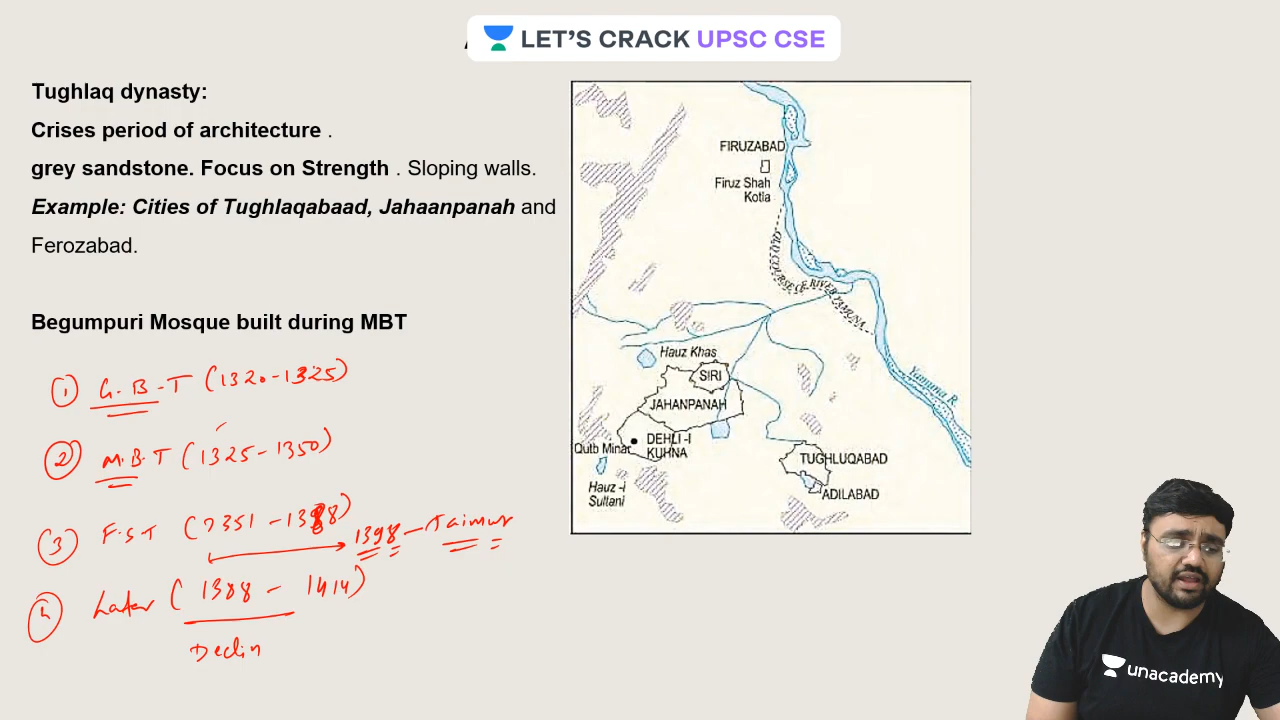 LET'S CRACK UPSC CSE
Tughlaq dynasty:
Crises period of architecture .
grey sandstone. Focus on Strength . Sloping walls.
Example: Cities of Tughlaqabaad, Jahaanpanah and
Ferozabad.
Begumpuri Mosque built during MBT
① G.B.T (1320-1325)
② M.B.T (1325-1350)
③ F.S.T (1351-1388)
1398-Taimur
④ Later (1388-1414)
Declin
FIRUZABAD
Firuz Shah
Kotla
OLD COURSE OF RIVER YAMUNA
Hauz Khas
SIRI
JAHANPANAH
Qutb Minar
DEHLI-I
KUHNA
Hauz-i
Sultani
TUGHLUQABAD
ADILABAD
Yamuna R.
unacademy